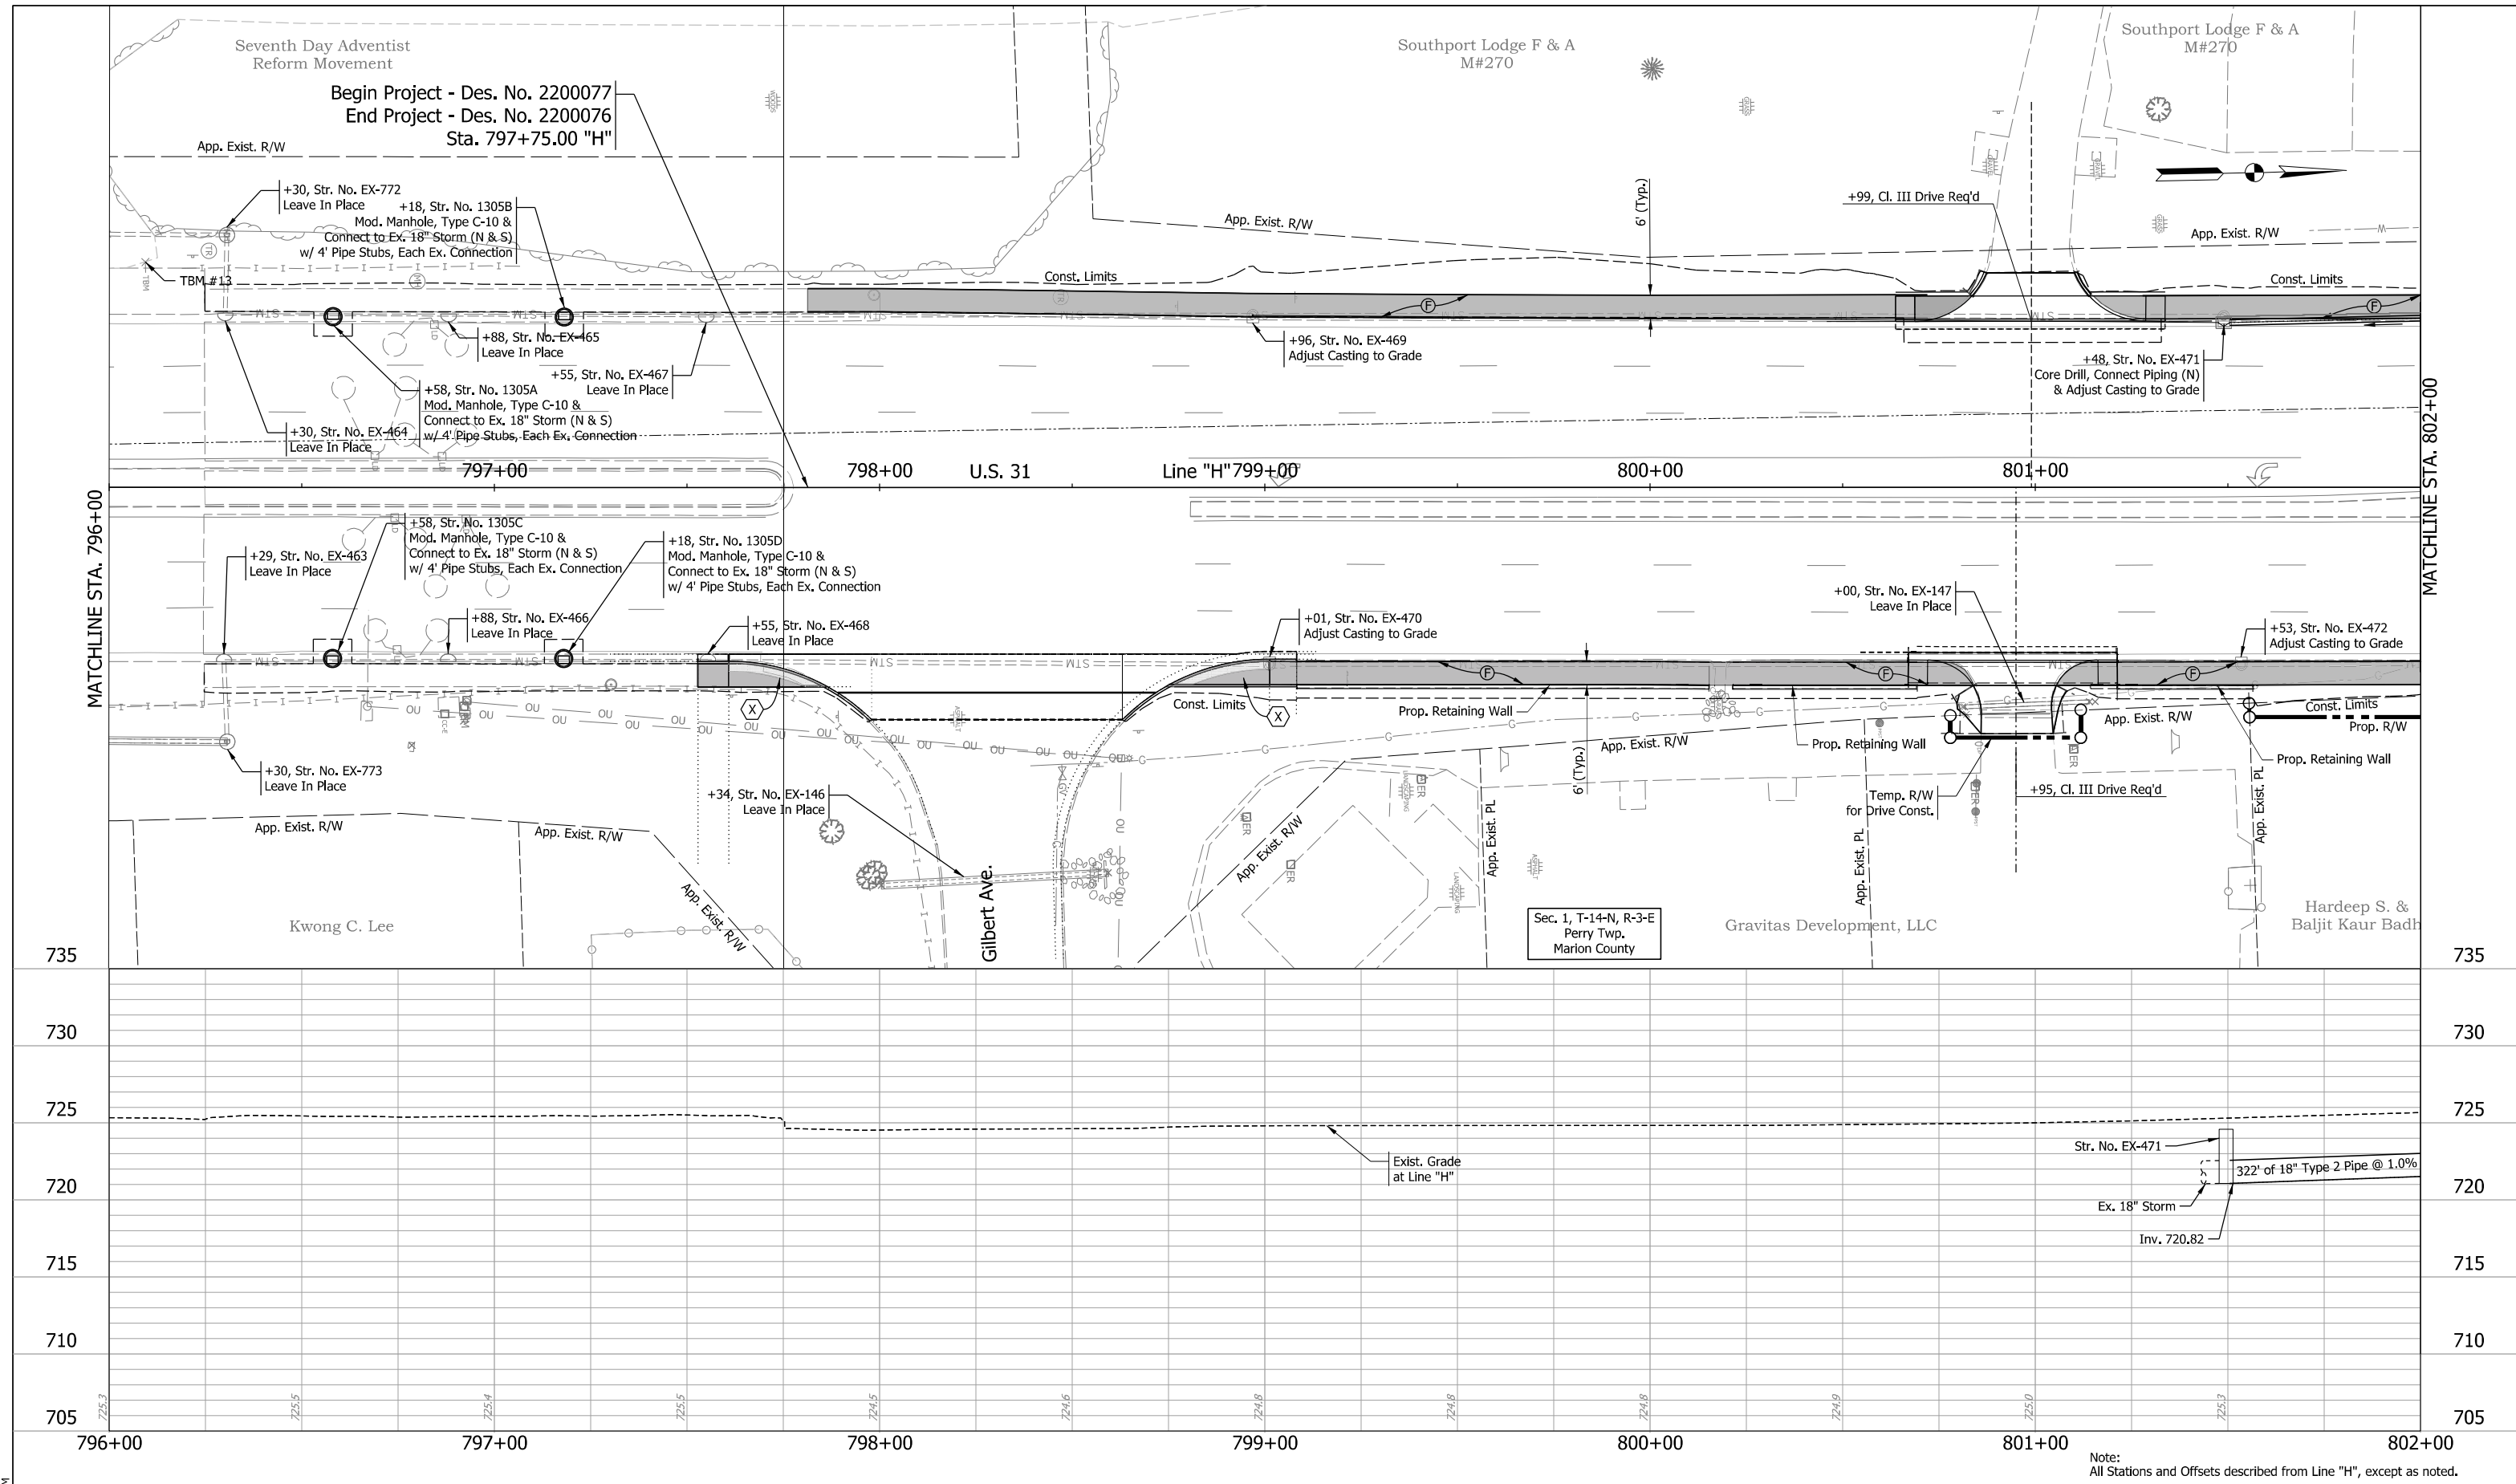 Seventh Day Adventist
Reform Movement
Southport Lodge F & A
M#270
Southport Lodge F & A
M#270
Begin Project - Des. No. 2200077
End Project - Des. No. 2200076
Sta. 797+75.00 "H"
WOODS
GRASS
App. Exist. R/W
+30, Str. No. EX-772
Leave In Place
+18, Str. No. 1305B
Mod. Manhole, Type C-10 &
Connect to Ex. 18" Storm (N & S)
w/ 4' Pipe Stubs, Each Ex. Connection
App. Exist. R/W
6' (Typ.)
+99, Cl. III Drive Req'd
GRASS
App. Exist. R/W
TBM #13
TBM
Const. Limits
Const. Limits
F
F
STM
STM
+88, Str. No. EX-465
Leave In Place
+96, Str. No. EX-469
Adjust Casting to Grade
+48, Str. No. EX-471
Core Drill, Connect Piping (N)
& Adjust Casting to Grade
+55, Str. No. EX-467
Leave In Place
+58, Str. No. 1305A
Mod. Manhole, Type C-10 &
Connect to Ex. 18" Storm (N & S)
w/ 4' Pipe Stubs, Each Ex. Connection
+30, Str. No. EX-464
Leave In Place
797+00
798+00
U.S. 31
Line "H"
799+00
800+00
801+00
MATCHLINE STA. 796+00
MATCHLINE STA. 802+00
+58, Str. No. 1305C
Mod. Manhole, Type C-10 &
Connect to Ex. 18" Storm (N & S)
w/ 4' Pipe Stubs, Each Ex. Connection
+29, Str. No. EX-463
Leave In Place
+18, Str. No. 1305D
Mod. Manhole, Type C-10 &
Connect to Ex. 18" Storm (N & S)
w/ 4' Pipe Stubs, Each Ex. Connection
+88, Str. No. EX-466
Leave In Place
+55, Str. No. EX-468
Leave In Place
+01, Str. No. EX-470
Adjust Casting to Grade
+00, Str. No. EX-147
Leave In Place
+53, Str. No. EX-472
Adjust Casting to Grade
STM
STM
STM
STM
F
F
F
X
X
Const. Limits
Prop. Retaining Wall
6' (Typ.)
App. Exist. R/W
Prop. Retaining Wall
App. Exist. R/W
Const. Limits
Prop. R/W
Prop. Retaining Wall
+30, Str. No. EX-773
Leave In Place
+34, Str. No. EX-146
Leave In Place
Temp. R/W
for Drive Const.
+95, Cl. III Drive Req'd
App. Exist. R/W
App. Exist. R/W
App. Exist. R/W
Gilbert Ave.
App. Exist. R/W
App. Exist. PL
App. Exist. PL
App. Exist. PL
ASPHALT
LANDSCAPING
ASPHALT
LANDSCAPING
Kwong C. Lee
Sec. 1, T-14-N, R-3-E
Perry Twp.
Marion County
Gravitas Development, LLC
Hardeep S. &
Baljit Kaur Badh
735
735
730
730
725
725
720
720
715
715
710
710
705
705
Exist. Grade
at Line "H"
Str. No. EX-471
322' of 18" Type 2 Pipe @ 1.0%
Ex. 18" Storm
Inv. 720.82
725.3
725.5
725.4
725.5
724.5
724.6
724.8
724.8
724.8
724.9
725.0
725.3
796+00
797+00
798+00
799+00
800+00
801+00
802+00
Note:
All Stations and Offsets described from Line "H", except as noted.